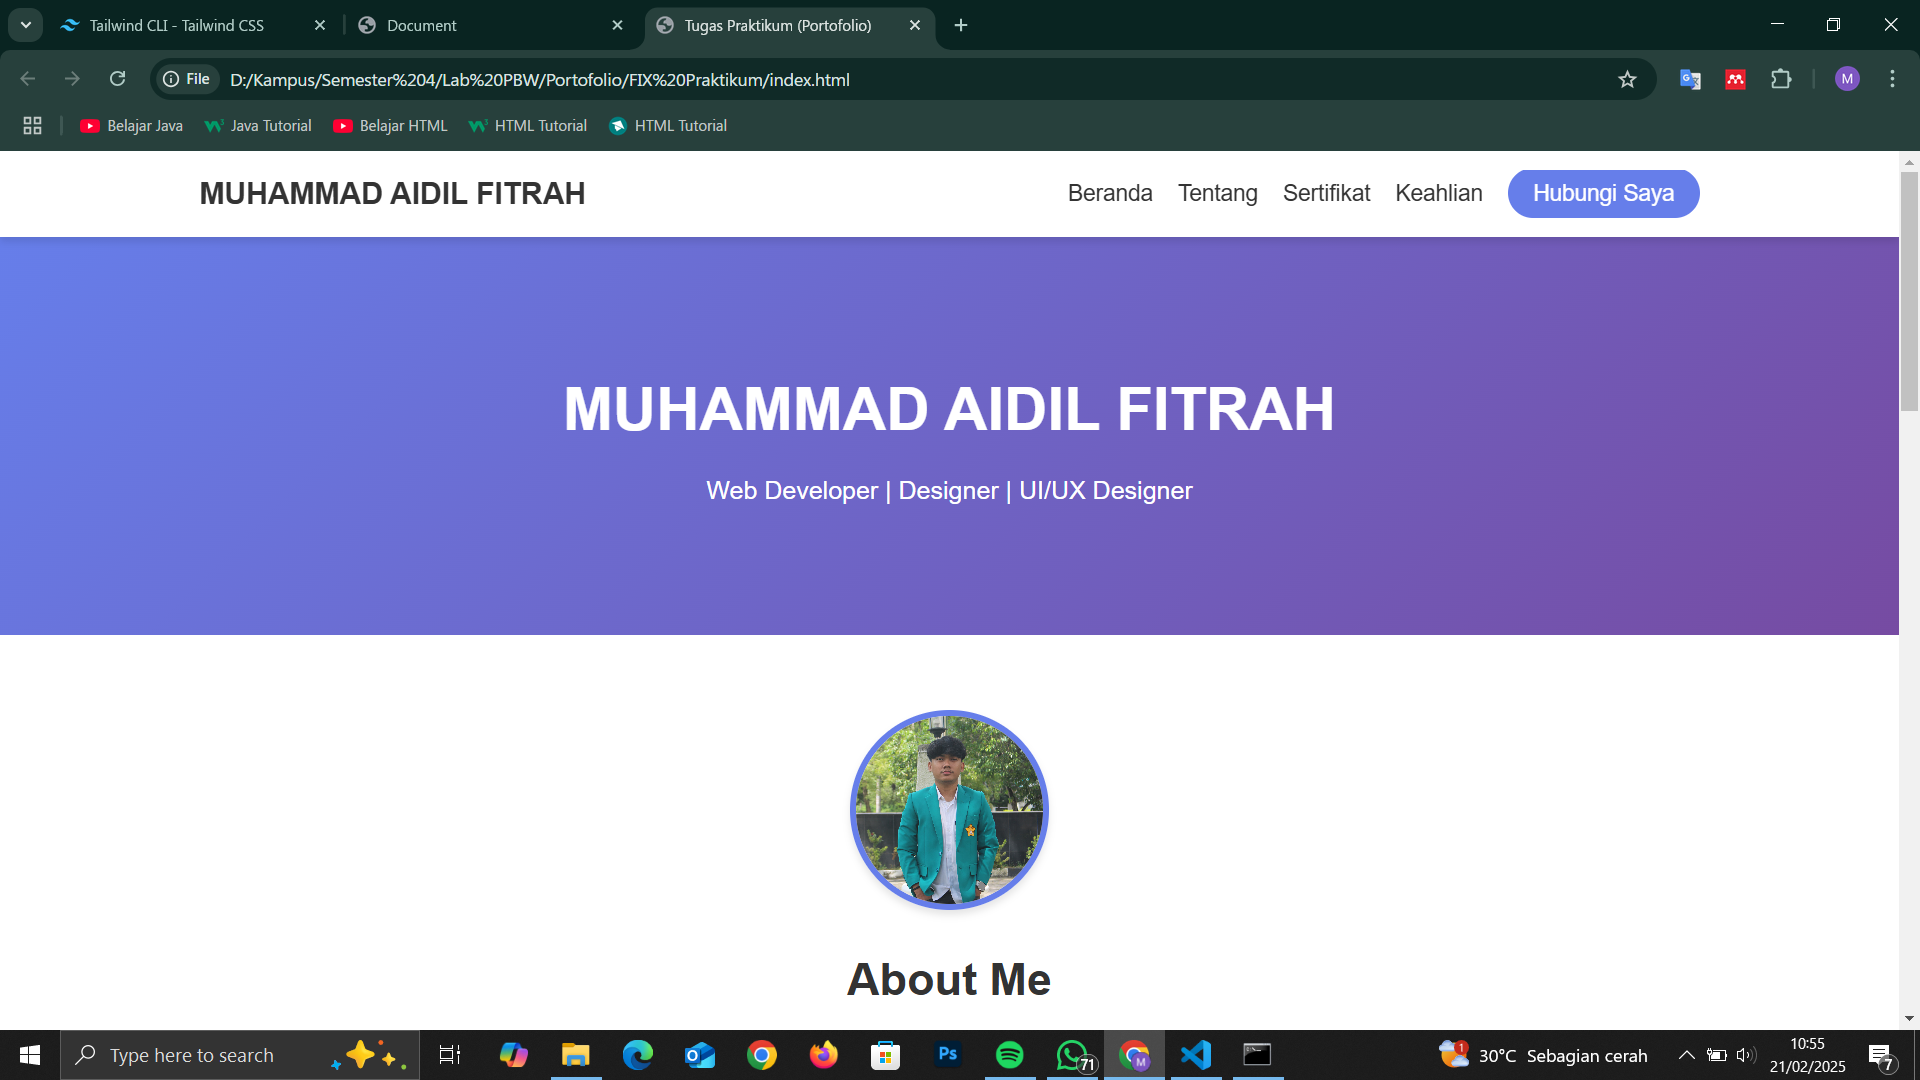 Tailwind CLI - Tailwind CSS
Document
Tugas Praktikum (Portofolio)
File
D:/Kampus/Semester%204/Lab%20PBW/Portofolio/FIX%20Praktikum/index.html
M
Belajar Java
Java Tutorial
Belajar HTML
HTML Tutorial
HTML Tutorial
MUHAMMAD AIDIL FITRAH
Beranda
Tentang
Sertifikat
Keahlian
Hubungi Saya
MUHAMMAD AIDIL FITRAH
Web Developer | Designer | UI/UX Designer
About Me
Type here to search
Ps
71
M
1
30°C Sebagian cerah
10:55
21/02/2025
7